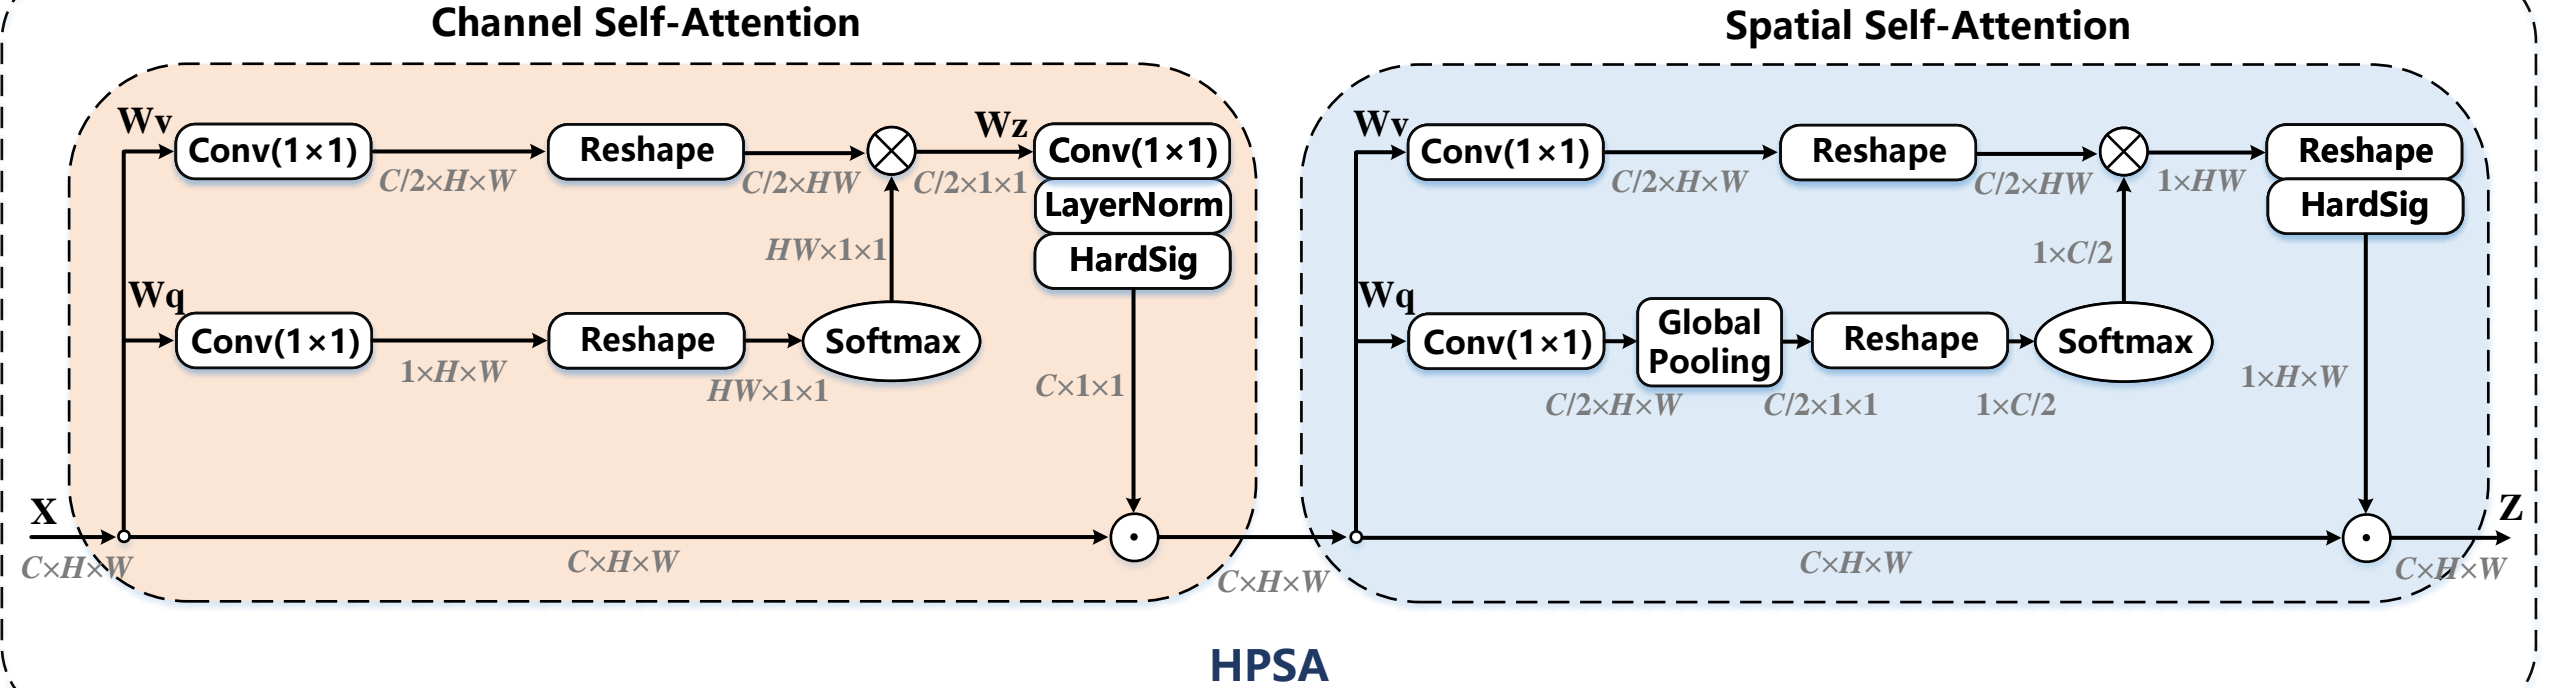 Channel Self-Attention
Wv
Conv(1×1)
C/2×H×W
Reshape
C/2×HW
C/2×1×1
Wz
Conv(1×1)
LayerNorm
HardSig
HW×1×1
Wq
Conv(1×1)
1×H×W
Reshape
HW×1×1
Softmax
C×1×1
X
C×H×W
C×H×W
C×H×W
Spatial Self-Attention
Wv
Conv(1×1)
C/2×H×W
Reshape
C/2×HW
1×HW
Reshape
HardSig
1×C/2
Wq
Conv(1×1)
C/2×H×W
Global
Pooling
C/2×1×1
Reshape
1×C/2
Softmax
1×H×W
C×H×W
Z
C×H×W
HPSA